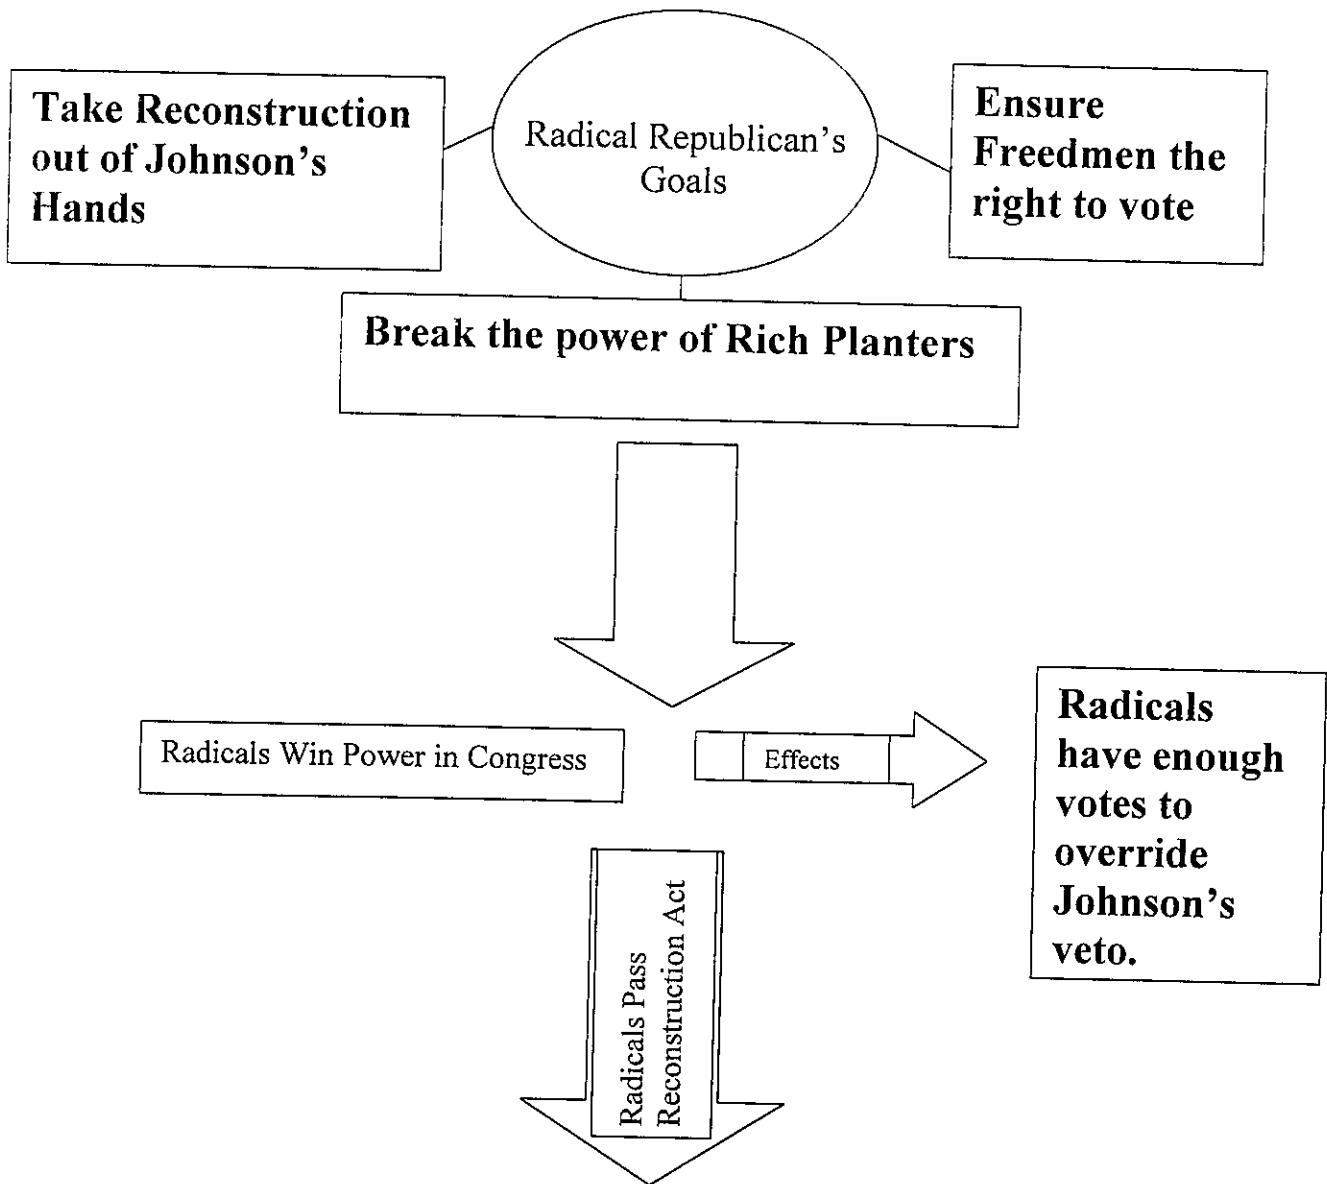 Take Reconstruction
out of Johnson's
Hands
Radical Republican's
Goals
Ensure
Freedmen the
right to vote
Break the power of Rich Planters
Radicals Win Power in Congress
Effects
Radicals
have enough
votes to
override
Johnson's
veto.
Radicals Pass
Reconstruction Act